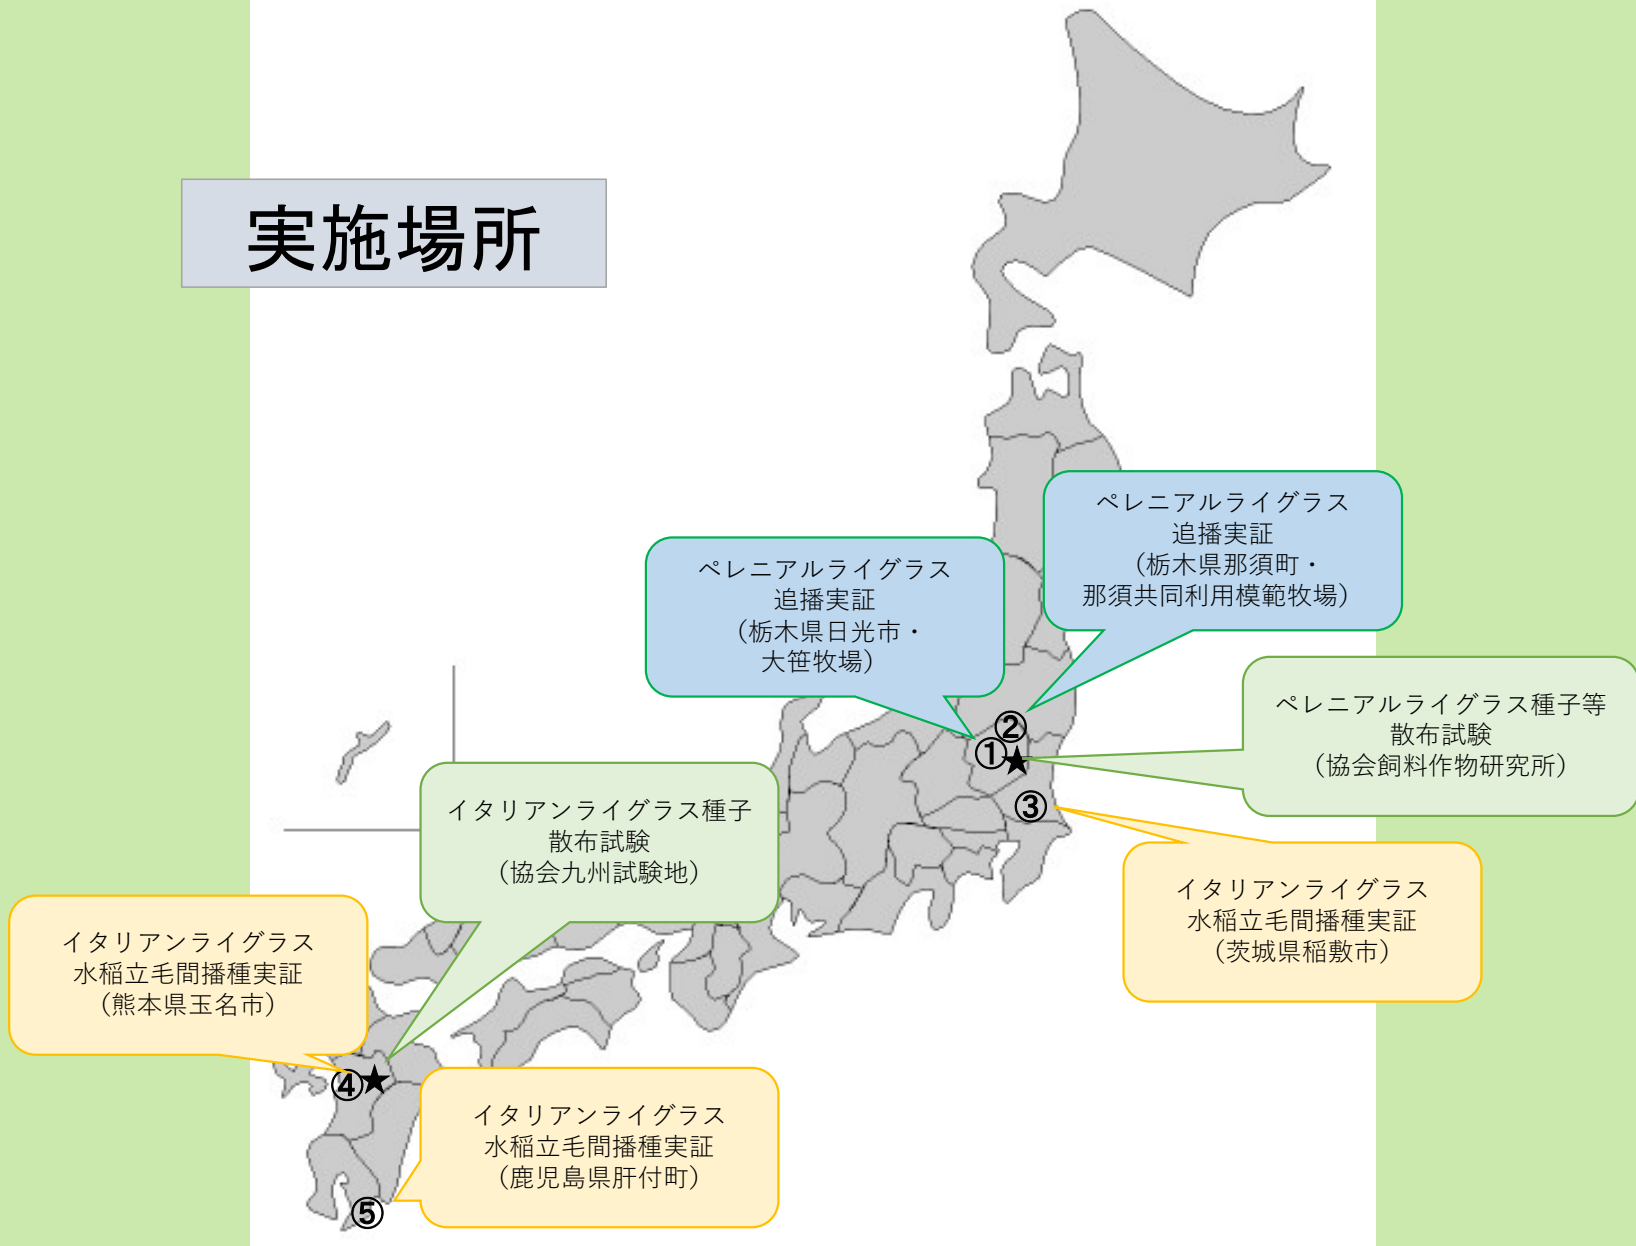 実施場所
ペレニアルライグラス
追播実証
（栃木県那須町・
那須共同利用模範牧場）
ペレニアルライグラス
追播実証
（栃木県日光市・
大笹牧場）
ペレニアルライグラス種子等
散布試験
（協会飼料作物研究所）
②
①★
③
イタリアンライグラス種子
散布試験
（協会九州試験地）
イタリアンライグラス
水稲立毛間播種実証
（茨城県稲敷市）
イタリアンライグラス
水稲立毛間播種実証
（熊本県玉名市）
④★
イタリアンライグラス
水稲立毛間播種実証
（鹿児島県肝付町）
⑤